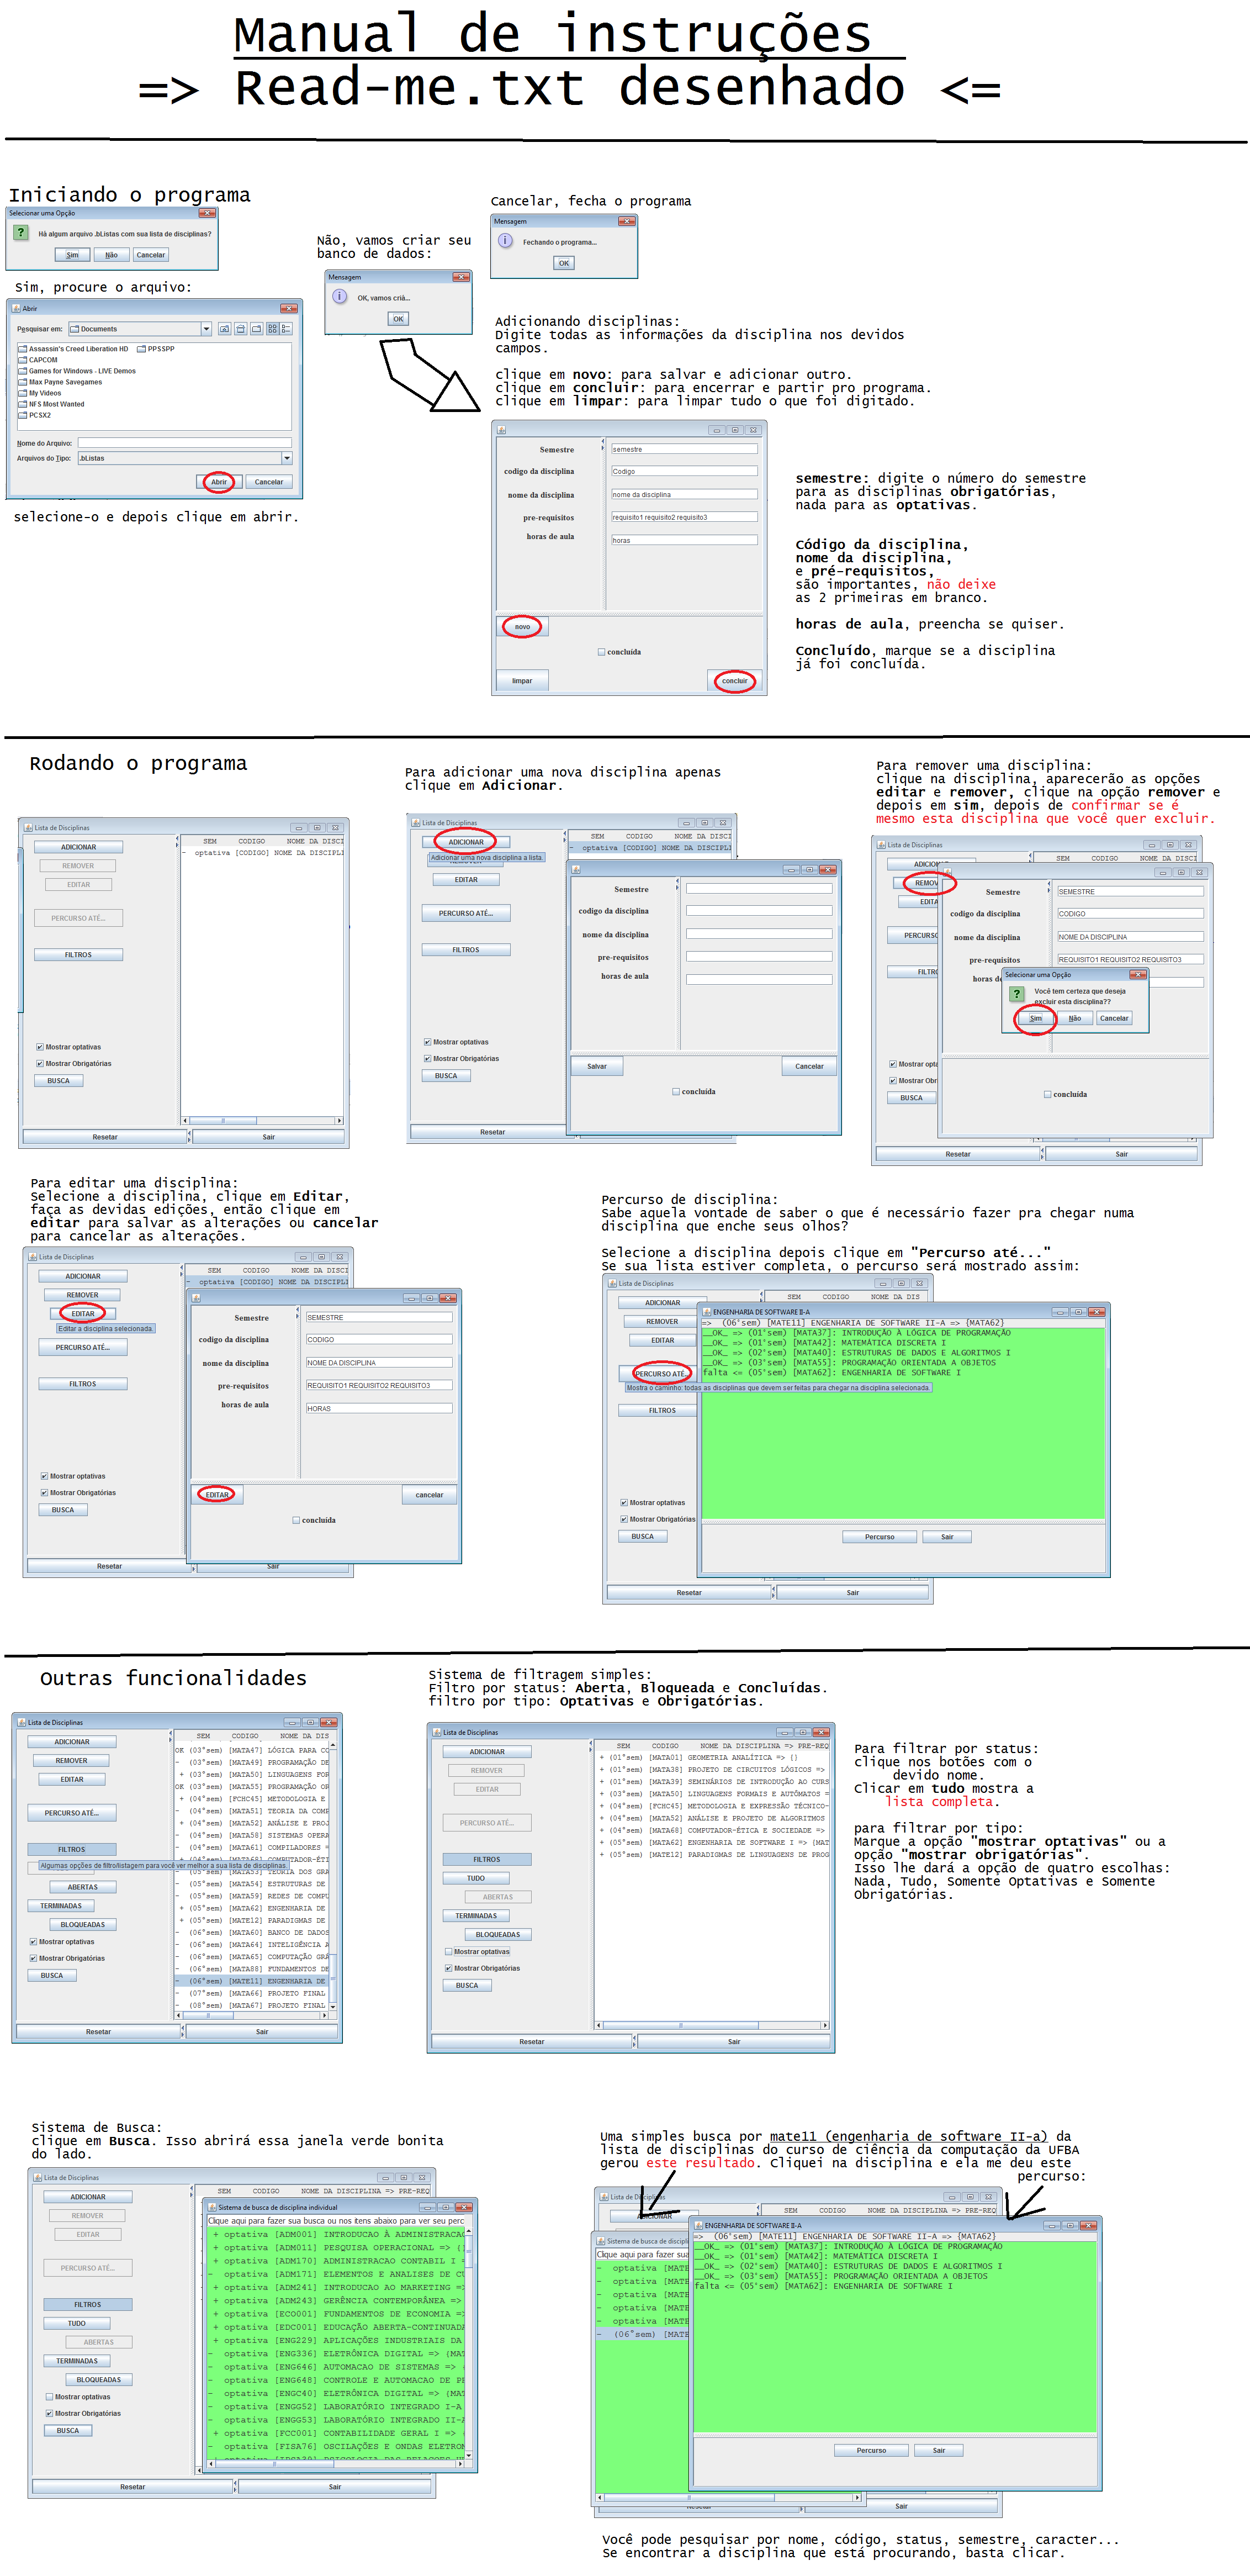 Manual de instruções
=> Read-me.txt desenhado <=
Iniciando o programa
Selecionar uma Opção
Há algum arquivo .bListas com sua lista de disciplinas?
Sim
Não
Cancelar
Sim, procure o arquivo:
Abrir
Pesquisar em:
Documents
Assassin's Creed Liberation HD
PPSSPP
CAPCOM
Games for Windows - LIVE Demos
Max Payne Savegames
My Videos
NFS Most Wanted
PCSX2
Nome do Arquivo:
Arquivos do Tipo:
.bListas
Abrir
Cancelar
selecione-o e depois clique em abrir.
Não, vamos criar seu
banco de dados:
Mensagem
OK, vamos criá...
OK
Cancelar, fecha o programa
Mensagem
Fechando o programa...
OK
Adicionando disciplinas:
Digite todas as informações da disciplina nos devidos
campos.
clique em novo: para salvar e adicionar outro.
clique em concluir: para encerrar e partir pro programa.
clique em limpar: para limpar tudo o que foi digitado.
Semestre
semestre
codigo da disciplina
Codigo
nome da disciplina
nome da disciplina
pre-requisitos
requisito1 requisito2 requisito3
horas de aula
horas
novo
concluída
limpar
concluir
semestre: digite o número do semestre
para as disciplinas obrigatórias,
nada para as optativas.
Código da disciplina,
nome da disciplina,
e pré-requisitos,
são importantes, não deixe
as 2 primeiras em branco.
horas de aula, preencha se quiser.
Concluído, marque se a disciplina
já foi concluída.
Rodando o programa
Lista de Disciplinas
ADICIONAR
REMOVER
EDITAR
PERCURSO ATÉ...
FILTROS
Mostrar optativas
Mostrar Obrigatórias
BUSCA
SEM CODIGO NOME DA DISCI
- optativa [CODIGO] NOME DA DISCIPLI
Resetar
Sair
Para adicionar uma nova disciplina apenas
clique em Adicionar.
Lista de Disciplinas
ADICIONAR
Adicionar uma nova disciplina a lista.
EDITAR
PERCURSO ATÉ...
FILTROS
Mostrar optativas
Mostrar Obrigatórias
BUSCA
Resetar
SEM CODIGO NOME DA DISCI
- optativa [CODIGO] NOME DA DISCIPLI
Semestre
codigo da disciplina
nome da disciplina
pre-requisitos
horas de aula
Salvar
Cancelar
concluída
Para remover uma disciplina:
clique na disciplina, aparecerão as opções
editar e remover, clique na opção remover e
depois em sim, depois de confirmar se é
mesmo esta disciplina que você quer excluir.
Lista de Disciplinas
ADICIONAR
REMOV
EDITA
PERCURSO
FILTR
Mostrar opta
Mostrar Obr
BUSCA
Resetar
Sair
SEM CODIGO NOME DA DISCI
Semestre
SEMESTRE
codigo da disciplina
CODIGO
nome da disciplina
NOME DA DISCIPLINA
pre-requisitos
REQUISITO1 REQUISITO2 REQUISITO3
horas de
Selecionar uma Opção
Você tem certeza que deseja
excluir esta disciplina??
Sim
Não
Cancelar
concluída
Para editar uma disciplina:
Selecione a disciplina, clique em Editar,
faça as devidas edições, então clique em
editar para salvar as alterações ou cancelar
para cancelar as alterações.
Lista de Disciplinas
ADICIONAR
REMOVER
EDITAR
Editar a disciplina selecionada.
PERCURSO ATÉ...
FILTROS
Mostrar optativas
Mostrar Obrigatórias
BUSCA
Resetar
Sair
SEM CODIGO NOME DA DISCI
- optativa [CODIGO] NOME DA DISCIPLI
Semestre
SEMESTRE
codigo da disciplina
CODIGO
nome da disciplina
NOME DA DISCIPLINA
pre-requisitos
REQUISITO1 REQUISITO2 REQUISITO3
horas de aula
HORAS
EDITAR
cancelar
concluída
Percurso de disciplina:
Sabe aquela vontade de saber o que é necessário fazer pra chegar numa
disciplina que enche seus olhos?
Selecione a disciplina depois clique em "Percurso até..."
Se sua lista estiver completa, o percurso será mostrado assim:
Lista de Disciplinas
ADICIONAR
REMOVER
EDITAR
PERCURSO ATÉ...
Mostra o caminho: todas as disciplinas que devem ser feitas para chegar na disciplina selecionada.
FILTROS
Mostrar optativas
Mostrar Obrigatórias
BUSCA
Resetar
Sair
SEM CODIGO NOME DA DIS
ENGENHARIA DE SOFTWARE II-A
=> (06°sem) [MATE11] ENGENHARIA DE SOFTWARE II-A => {MATA62}
__OK_ => (01°sem) [MATA37]: INTRODUÇÃO À LÓGICA DE PROGRAMAÇÃO
__OK_ => (01°sem) [MATA42]: MATEMÁTICA DISCRETA I
__OK_ => (02°sem) [MATA40]: ESTRUTURAS DE DADOS E ALGORITMOS I
__OK_ => (03°sem) [MATA55]: PROGRAMAÇÃO ORIENTADA A OBJETOS
falta <= (05°sem) [MATA62]: ENGENHARIA DE SOFTWARE I
Percurso
Sair
Outras funcionalidades
Lista de Disciplinas
ADICIONAR
REMOVER
EDITAR
PERCURSO ATÉ...
FILTROS
Algumas opções de filtro/listagem para você ver melhor a sua lista de disciplinas.
ABERTAS
TERMINADAS
BLOQUEADAS
Mostrar optativas
Mostrar Obrigatórias
BUSCA
Resetar
Sair
SEM CODIGO NOME DA DIS
OK (03°sem) [MATA47] LÓGICA PARA CO
- (03°sem) [MATA49] PROGRAMAÇÃO DE
+ (03°sem) [MATA50] LINGUAGENS FOR
OK (03°sem) [MATA55] PROGRAMAÇÃO OR
+ (04°sem) [FCHC45] METODOLOGIA E
- (04°sem) [MATA51] TEORIA DA COMP
+ (04°sem) [MATA52] ANÁLISE E PROJ
- (04°sem) [MATA58] SISTEMAS OPERA
- (04°sem) [MATA61] COMPILADORES =
+ (04°sem) [MATA68] COMPUTADOR-ÉTI
- (05°sem) [MATA53] TEORIA DOS GRA
- (05°sem) [MATA54] ESTRUTURAS DE
- (05°sem) [MATA59] REDES DE COMPU
+ (05°sem) [MATA62] ENGENHARIA DE
+ (05°sem) [MATE12] PARADIGMAS DE
- (06°sem) [MATA60] BANCO DE DADOS
- (06°sem) [MATA64] INTELIGÊNCIA A
- (06°sem) [MATA65] COMPUTAÇÃO GRÁ
- (06°sem) [MATA88] FUNDAMENTOS DE
- (06°sem) [MATE11] ENGENHARIA DE
- (07°sem) [MATA66] PROJETO FINAL
- (08°sem) [MATA67] PROJETO FINAL
Sistema de filtragem simples:
Filtro por status: Aberta, Bloqueada e Concluídas.
filtro por tipo: Optativas e Obrigatórias.
Lista de Disciplinas
ADICIONAR
REMOVER
EDITAR
PERCURSO ATÉ...
FILTROS
TUDO
ABERTAS
TERMINADAS
BLOQUEADAS
Mostrar optativas
Mostrar Obrigatórias
BUSCA
Resetar
Sair
SEM CODIGO NOME DA DISCIPLINA => PRE-REQ
+ (01°sem) [MATA01] GEOMETRIA ANALÍTICA => {}
+ (01°sem) [MATA38] PROJETO DE CIRCUITOS LÓGICOS =>
+ (01°sem) [MATA39] SEMINÁRIOS DE INTRODUÇÃO AO CURS
+ (03°sem) [MATA50] LINGUAGENS FORMAIS E AUTÔMATOS =
+ (04°sem) [FCHC45] METODOLOGIA E EXPRESSÃO TÉCNICO-
+ (04°sem) [MATA52] ANÁLISE E PROJETO DE ALGORITMOS
+ (04°sem) [MATA68] COMPUTADOR-ÉTICA E SOCIEDADE =>
+ (05°sem) [MATA62] ENGENHARIA DE SOFTWARE I => {MAT
+ (05°sem) [MATE12] PARADIGMAS DE LINGUAGENS DE PROG
Para filtrar por status:
Clique nos botões com o
devido nome.
Clicar em tudo mostra a
lista completa.
para filtrar por tipo:
Marque a opção "mostrar optativas" ou a
opção "mostrar obrigatórias".
Isso lhe dará a opção de quatro escolhas:
Nada, Tudo, Somente Optativas e Somente
Obrigatórias.
Sistema de Busca:
clique em Busca. Isso abrirá essa janela verde bonita
do lado.
Lista de Disciplinas
ADICIONAR
REMOVER
EDITAR
PERCURSO ATÉ...
FILTROS
TUDO
ABERTAS
TERMINADAS
BLOQUEADAS
Mostrar optativas
Mostrar Obrigatórias
BUSCA
Resetar
Sair
SEM CODIGO NOME DA DISCIPLINA => PRE-REQ
Sistema de busca de disciplina individual
Clique aqui para fazer sua busca ou nos itens abaixo para ver seu perc
+ optativa [ADM001] INTRODUCAO À ADMINISTRACA
+ optativa [ADM011] PESQUISA OPERACIONAL => {
+ optativa [ADM170] ADMINISTRACAO CONTABIL I =
- optativa [ADM171] ELEMENTOS E ANALISES DE CU
+ optativa [ADM241] INTRODUCAO AO MARKETING =>
+ optativa [ADM243] GERÊNCIA CONTEMPORÂNEA =>
+ optativa [ECO001] FUNDAMENTOS DE ECONOMIA =>
+ optativa [EDC001] EDUCAÇÃO ABERTA-CONTINUADA
+ optativa [ENG229] APLICAÇÕES INDUSTRIAIS DA
- optativa [ENG336] ELETRÔNICA DIGITAL => {MAT
- optativa [ENG646] AUTOMACAO DE SISTEMAS => {
- optativa [ENG648] CONTROLE E AUTOMACAO DE PR
- optativa [ENGC40] ELETRÔNICA DIGITAL => {MAT
- optativa [ENGG52] LABORATÓRIO INTEGRADO I-A
- optativa [ENGG53] LABORATÓRIO INTEGRADO II-A
+ optativa [FCC001] CONTABILIDADE GERAL I => {
- optativa [FISA76] OSCILAÇÕES E ONDAS ELETROM
Uma simples busca por mate11 (engenharia de software II-a) da
lista de disciplinas do curso de ciência da computação da UFBA
gerou este resultado. Cliquei na disciplina e ela me deu este
percurso:
Lista de Disciplinas
ADICIONAR
SEM CODIGO NOME DA DISCIPLINA => PRE-REQ
Sistema de busca de discipl
Clique aqui para fazer sua
- optativa [MATE
- optativa [MATE
- optativa [MATE
- optativa [MATE
- optativa [MATE
- (06°sem) [MATE
Resetar
Sair
ENGENHARIA DE SOFTWARE II-A
=> (06°sem) [MATE11] ENGENHARIA DE SOFTWARE II-A => {MATA62}
__OK_ => (01°sem) [MATA37]: INTRODUÇÃO À LÓGICA DE PROGRAMAÇÃO
__OK_ => (01°sem) [MATA42]: MATEMÁTICA DISCRETA I
__OK_ => (02°sem) [MATA40]: ESTRUTURAS DE DADOS E ALGORITMOS I
__OK_ => (03°sem) [MATA55]: PROGRAMAÇÃO ORIENTADA A OBJETOS
falta <= (05°sem) [MATA62]: ENGENHARIA DE SOFTWARE I
Percurso
Sair
Você pode pesquisar por nome, código, status, semestre, caracter...
Se encontrar a disciplina que está procurando, basta clicar.